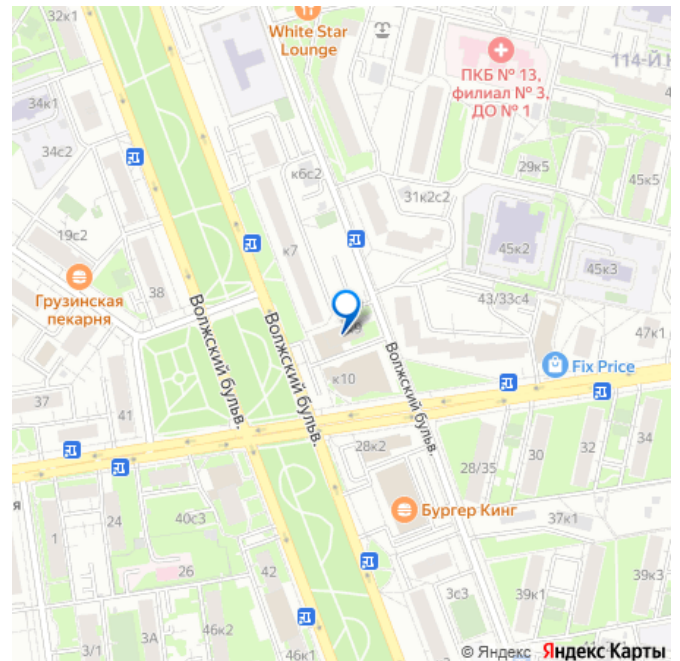 32к1
White Star
Lounge
ПКБ № 13,
филиал № 3,
ДО № 1
34к1
34с2
к6с2
29к5
45к5
31к2с2
19с2
к7
45к2
45к3
Грузинская
пекарня
38
43/33с4
47к1
Волжский бульв.
Волжский бульв.
Волжский бульв.
Fix Price
к10
37
41
28к2
28/35
30
32
34
1
24
40с3
Бургер Кинг
37к1
26
42
3с3
39к1
39к3
3/1
3А
46к2
46к1
© Яндекс Яндекс Карты